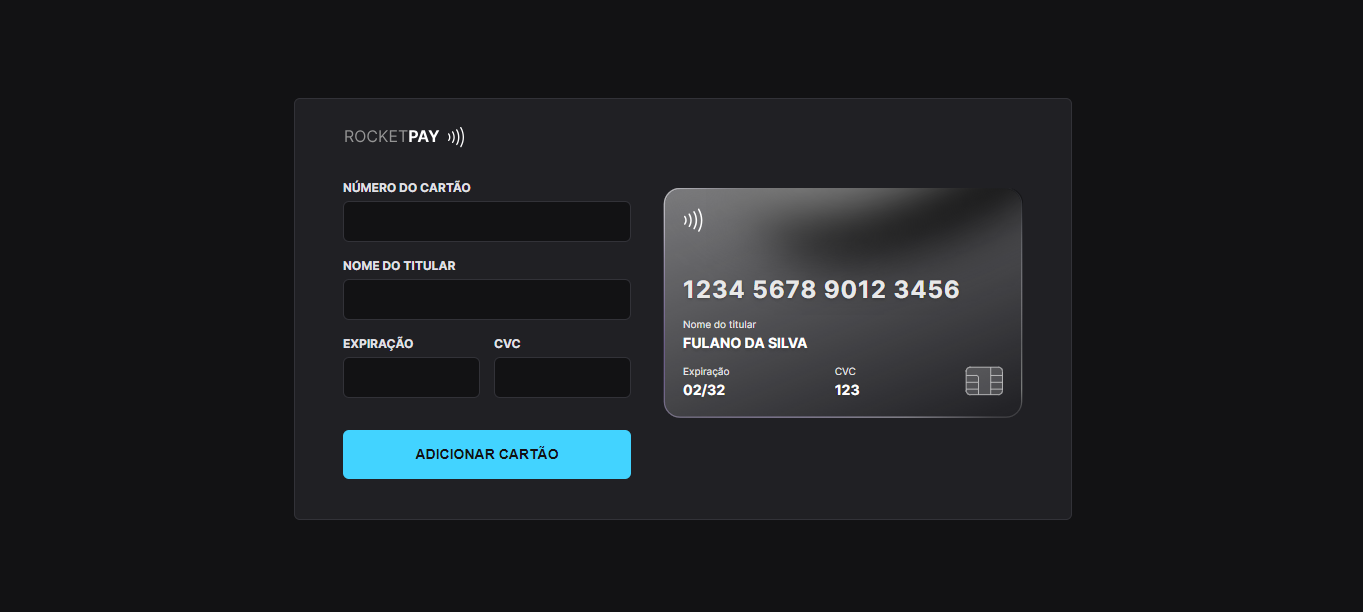 ROCKETPAY
NÚMERO DO CARTÃO
NOME DO TITULAR
EXPIRAÇÃO
CVC
ADICIONAR CARTÃO
1234 5678 9012 3456
Nome do titular
FULANO DA SILVA
Expiração
02/32
CVC
123